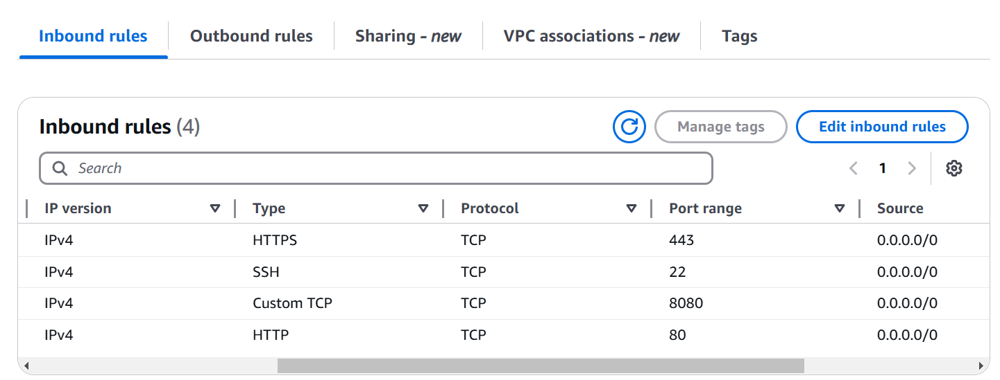 Inbound rules Outbound rules Sharing - new VPC associations - new Tags
Inbound rules (4) Manage tags Edit inbound rules
Search 1
IP version Type Protocol Port range Source
IPv4 HTTPS TCP 443 0.0.0.0/0
IPv4 SSH TCP 22 0.0.0.0/0
IPv4 Custom TCP TCP 8080 0.0.0.0/0
IPv4 HTTP TCP 80 0.0.0.0/0